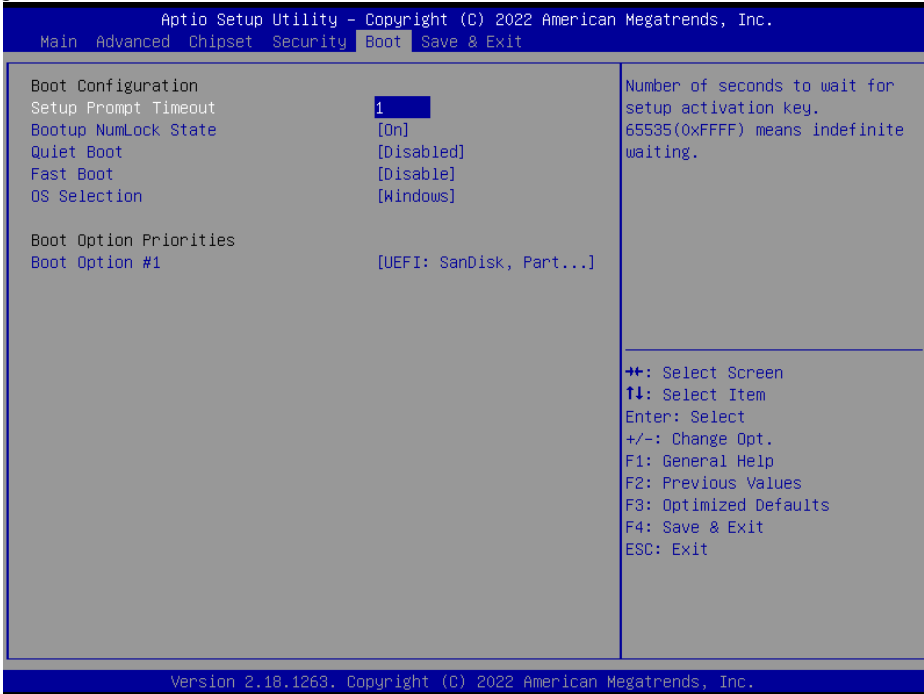 Aptio Setup Utility – Copyright (C) 2022 American Megatrends, Inc.
Main Advanced Chipset Security Boot Save & Exit
Boot Configuration
Setup Prompt Timeout 1
Bootup NumLock State [On]
Quiet Boot [Disabled]
Fast Boot [Disable]
OS Selection [Windows]
Boot Option Priorities
Boot Option #1 [UEFI: SanDisk, Part...]
Number of seconds to wait for
setup activation key.
65535(0xFFFF) means indefinite
waiting.
→←: Select Screen
↑↓: Select Item
Enter: Select
+/-: Change Opt.
F1: General Help
F2: Previous Values
F3: Optimized Defaults
F4: Save & Exit
ESC: Exit
Version 2.18.1263. Copyright (C) 2022 American Megatrends, Inc.